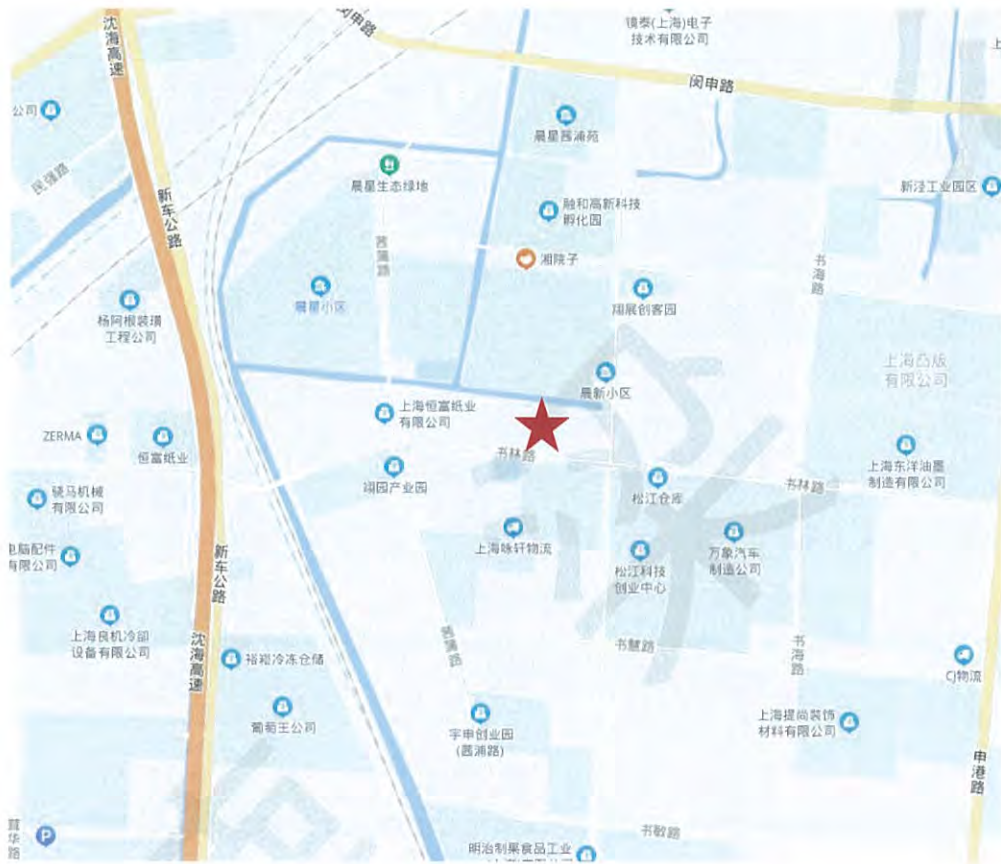 沈海高速
闵申路
镜泰(上海)电子
技术有限公司
上
公司
闵申路
晨星茜浦苑
民强路
晨星生态绿地
新泾工业园区
新车公路
融和高新科技
孵化园
茜蒲路
湘院子
书海路
晨星小区
翔展创客园
杨阿根装璜
工程公司
上海凸版
有限公司
晨新小区
上海恒富纸业
有限公司
ZERMA
恒富纸业
书林路
上海东洋油墨
制造有限公司
翊园产业园
松江仓库
书林路
骁马机械
有限公司
上海咏轩物流
万象汽车
制造公司
电脑配件
有限公司
松江科技
创业中心
新车公路
上海良机冷却
设备有限公司
沈海高速
茜蒲路
书慧路
书海路
裕裕冷冻仓储
CJ物流
葡萄王公司
宇申创业园
(茜浦路)
上海提尚装饰
材料有限公司
申港路
茸华路
P
书敏路
明治制果食品工业